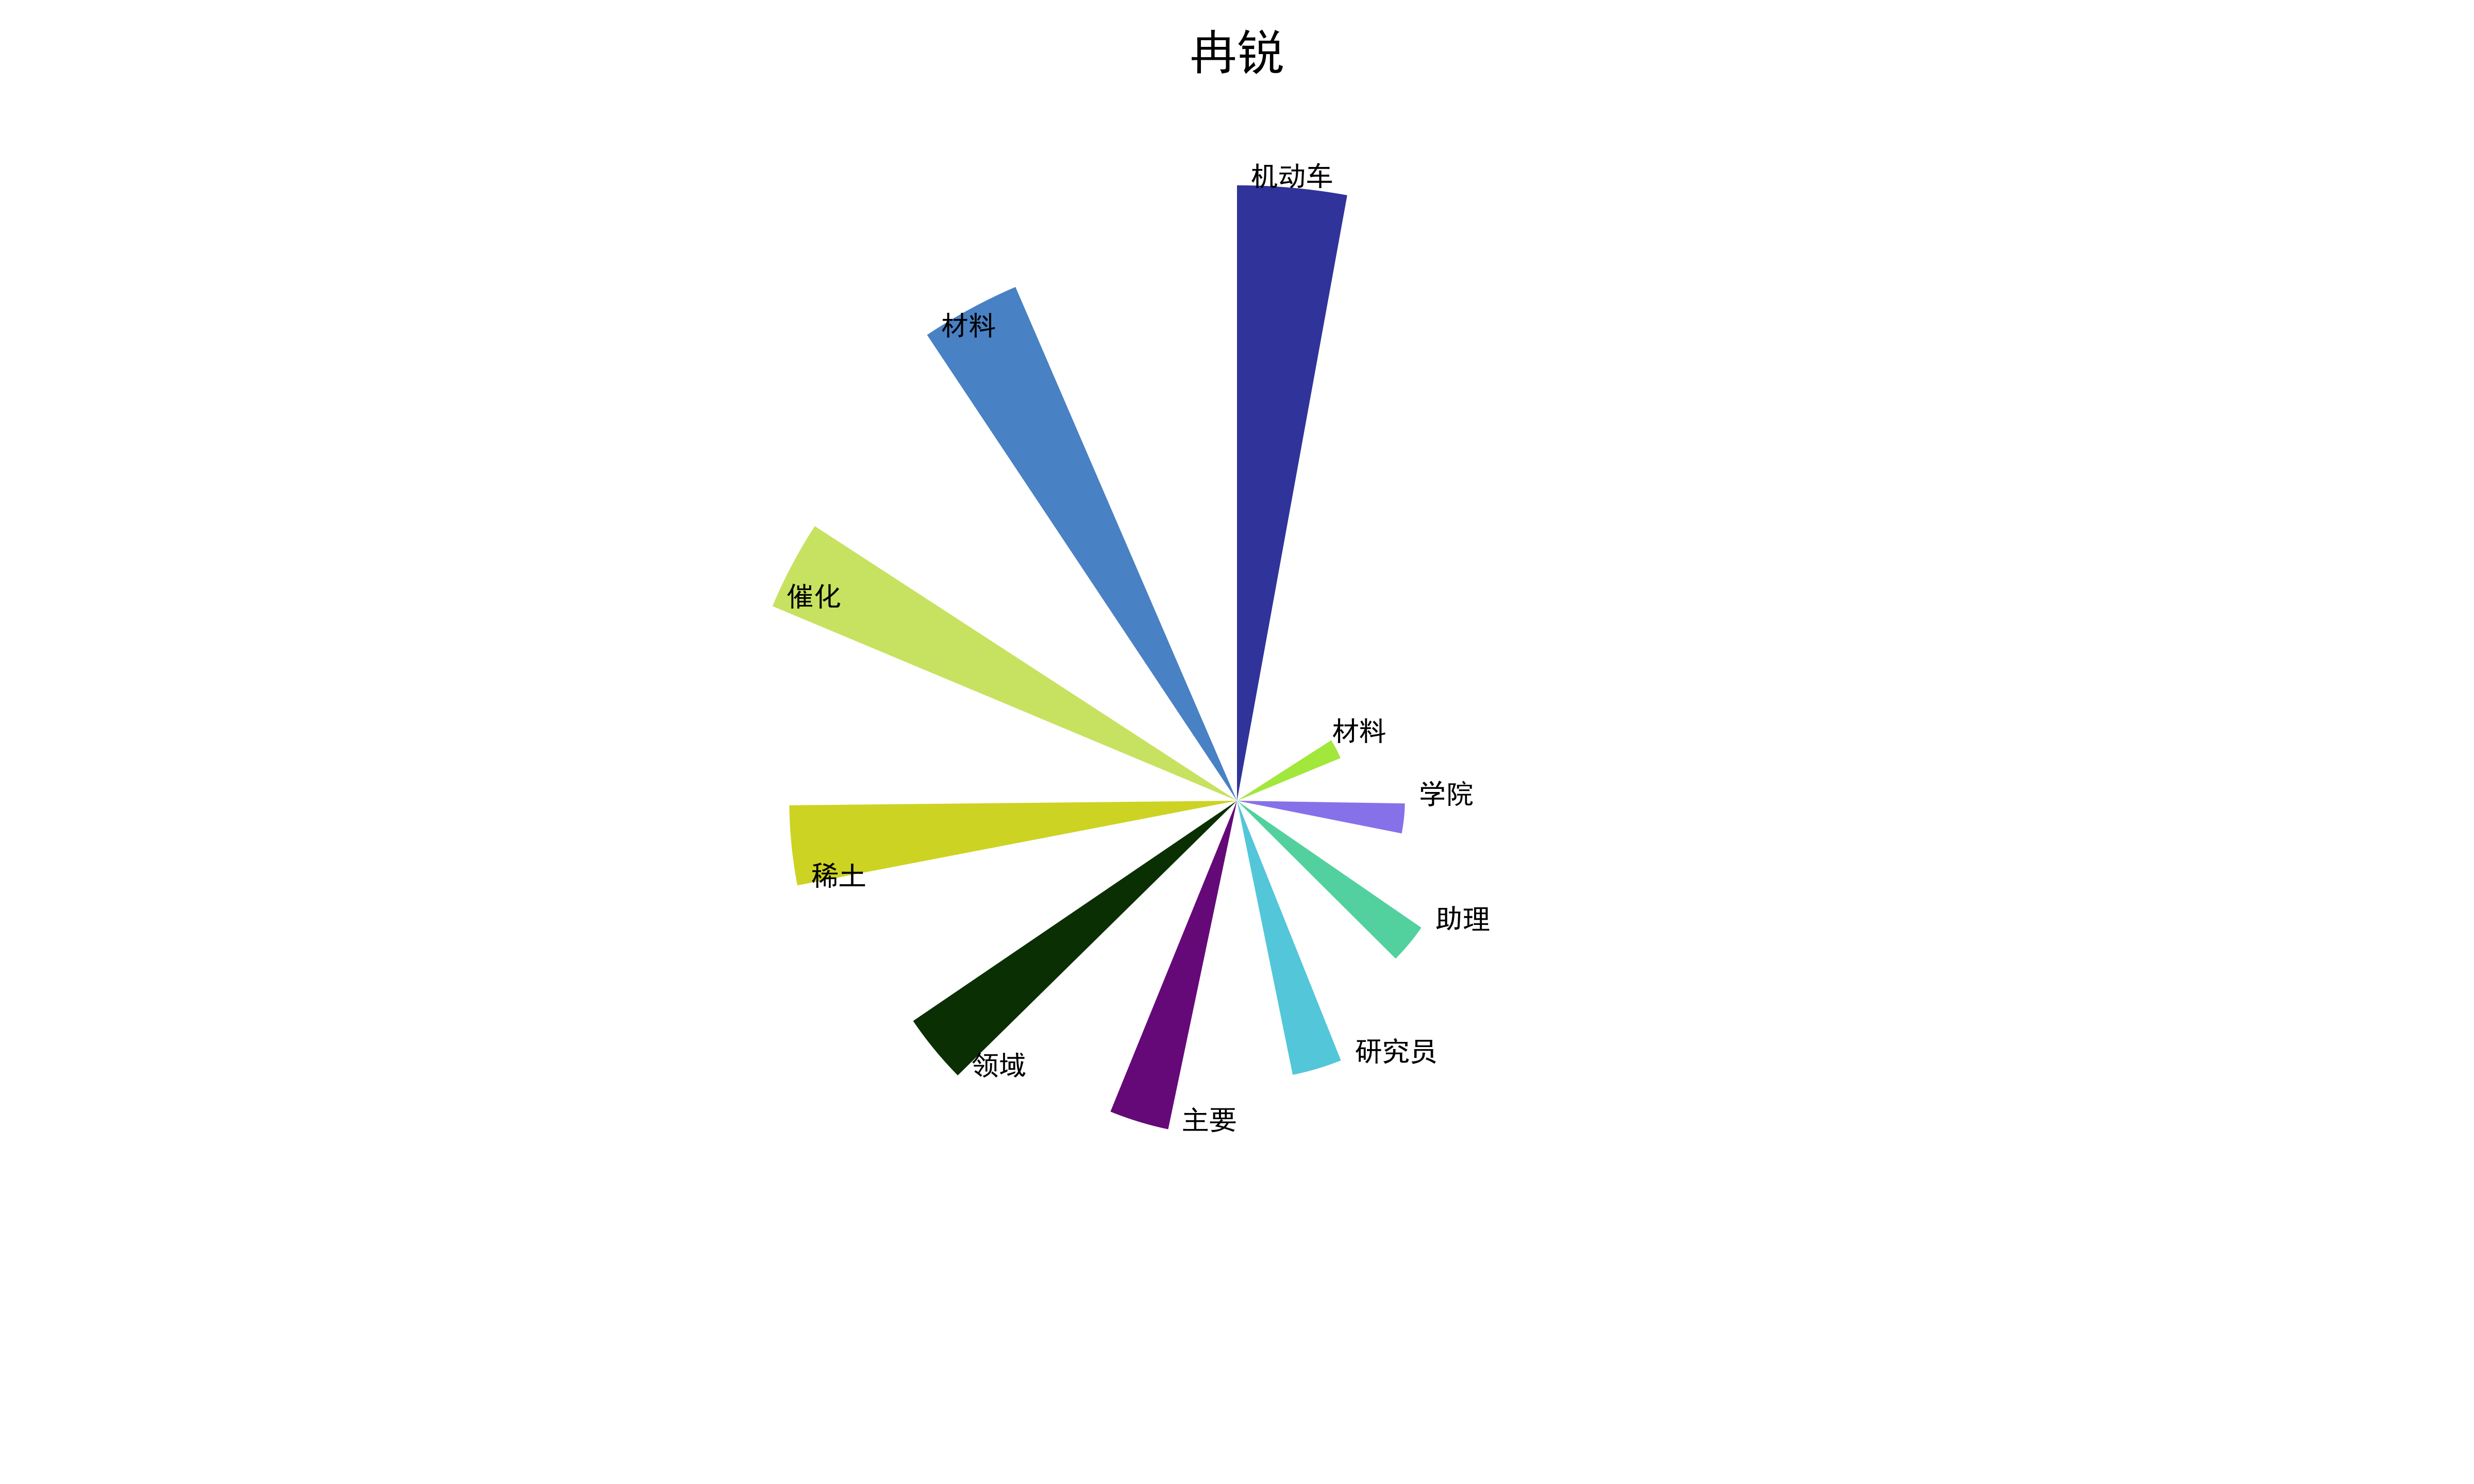 冉锐
机动车
材料
催化
材料
学院
稀土
助理
研究员
领域
主要